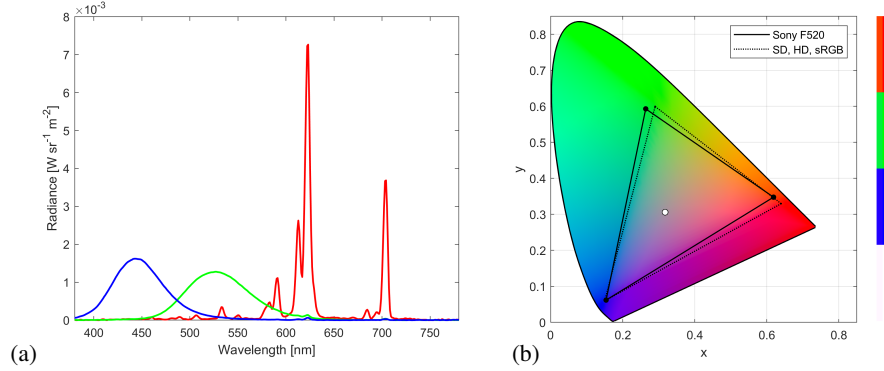 ×10⁻³
8
7
6
5
4
3
2
1
0
400 450 500 550 600 650 700 750
Wavelength [nm]
Radiance [W sr⁻¹ m⁻²]
(a)
0.8
0.7
0.6
0.5
0.4
0.3
0.2
0.1
0
0 0.2 0.4 0.6 0.8
x
y
Sony F520
SD, HD, sRGB
(b)